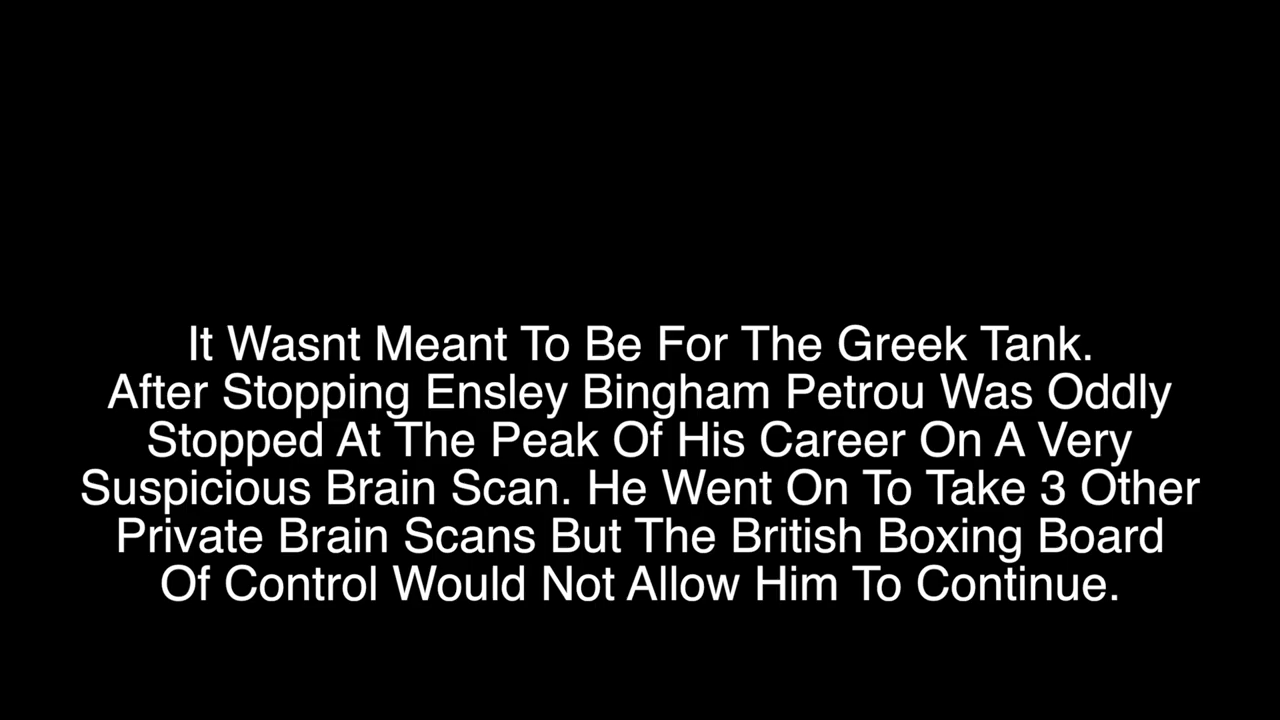 It Wasnt Meant To Be For The Greek Tank.
After Stopping Ensley Bingham Petrou Was Oddly
Stopped At The Peak Of His Career On A Very
Suspicious Brain Scan. He Went On To Take 3 Other
Private Brain Scans But The British Boxing Board
Of Control Would Not Allow Him To Continue.